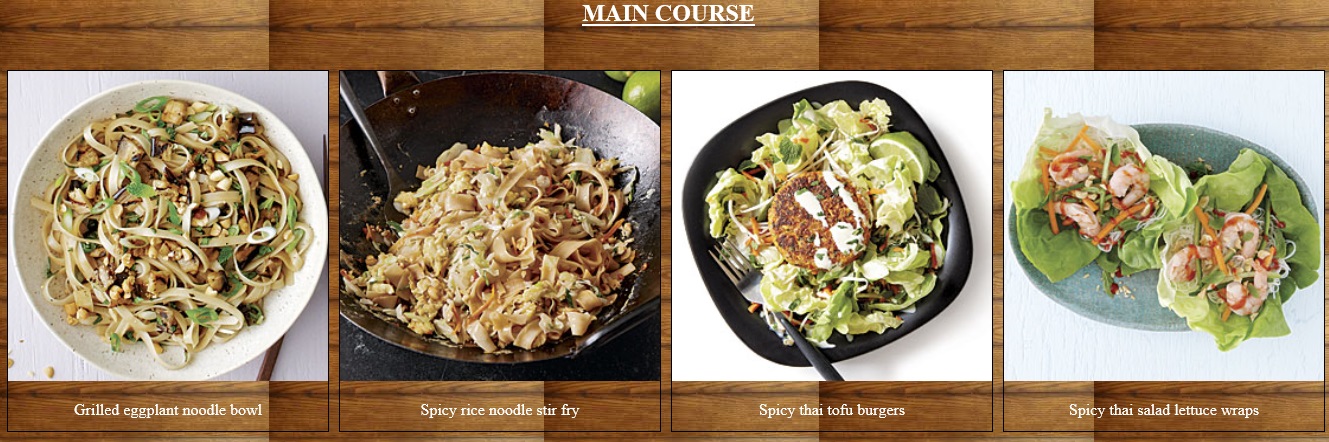 MAIN COURSE
Grilled eggplant noodle bowl
Spicy rice noodle stir fry
Spicy thai tofu burgers
Spicy thai salad lettuce wraps